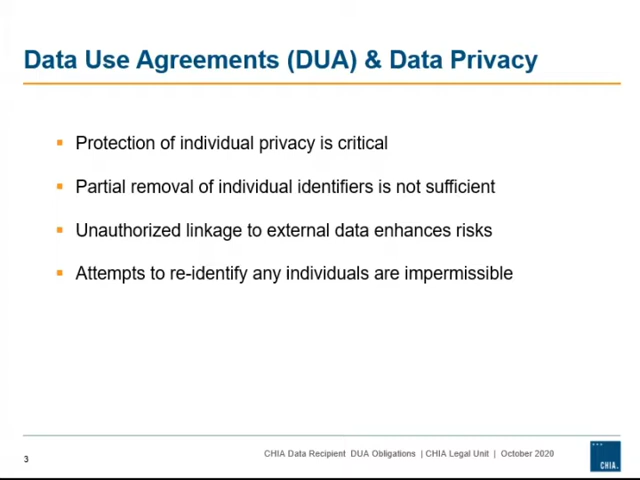 Data Use Agreements (DUA) & Data Privacy
Protection of individual privacy is critical
Partial removal of individual identifiers is not sufficient
Unauthorized linkage to external data enhances risks
Attempts to re-identify any individuals are impermissible
3
CHIA Data Recipient DUA Obligations | CHIA Legal Unit | October 2020
CHIA.